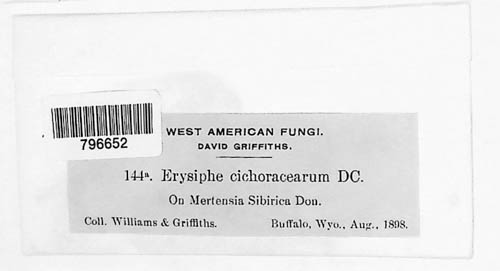 WEST AMERICAN FUNGI.
DAVID GRIFFITHS.
796652
144ª. Erysiphe cichoracearum DC.
On Mertensia Sibirica Don.
Coll. Williams & Griffiths. Buffalo, Wyo., Aug., 1898.